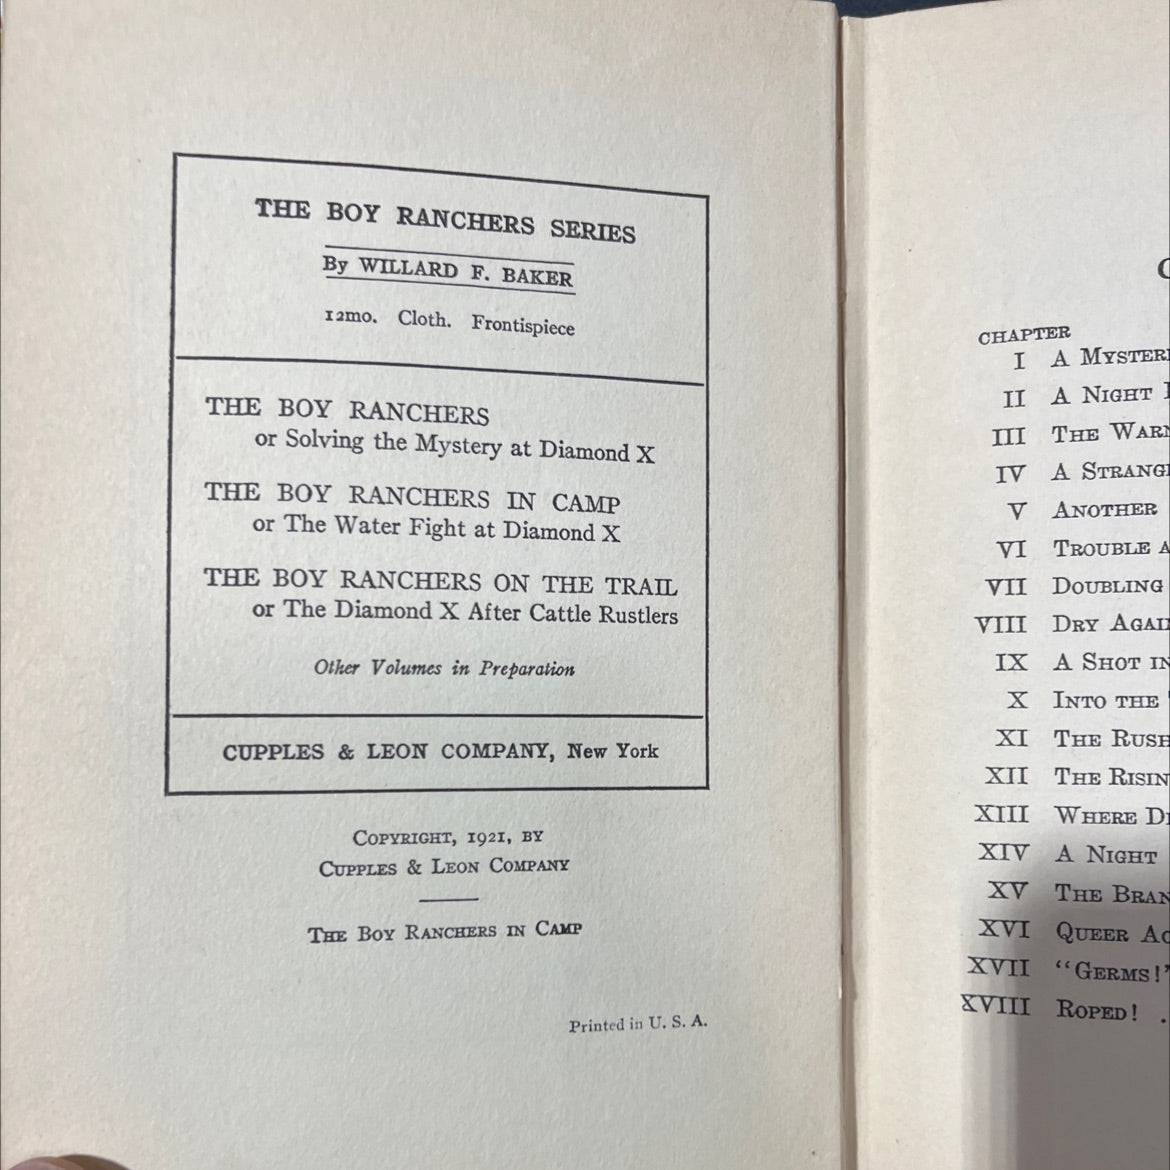 THE BOY RANCHERS SERIES
By WILLARD F. BAKER
12mo. Cloth. Frontispiece
THE BOY RANCHERS
or Solving the Mystery at Diamond X
THE BOY RANCHERS IN CAMP
or The Water Fight at Diamond X
THE BOY RANCHERS ON THE TRAIL
or The Diamond X After Cattle Rustlers
Other Volumes in Preparation
CUPPLES & LEON COMPANY, New York
COPYRIGHT, 1921, BY
CUPPLES & LEON COMPANY
THE BOY RANCHERS IN CAMP
Printed in U. S. A.
CHAPTER
I A
II A NIGHT
III THE
IV A
V ANOTHER
VI TROUBLE
VII DOUBLING
VIII DRY
IX A SHOT IN
X INTO THE
XI THE
XII THE
XIII WHERE
XIV A NIGHT
XV THE
XVI QUEER
XVII "GERMS!"
XVIII ROPED! .